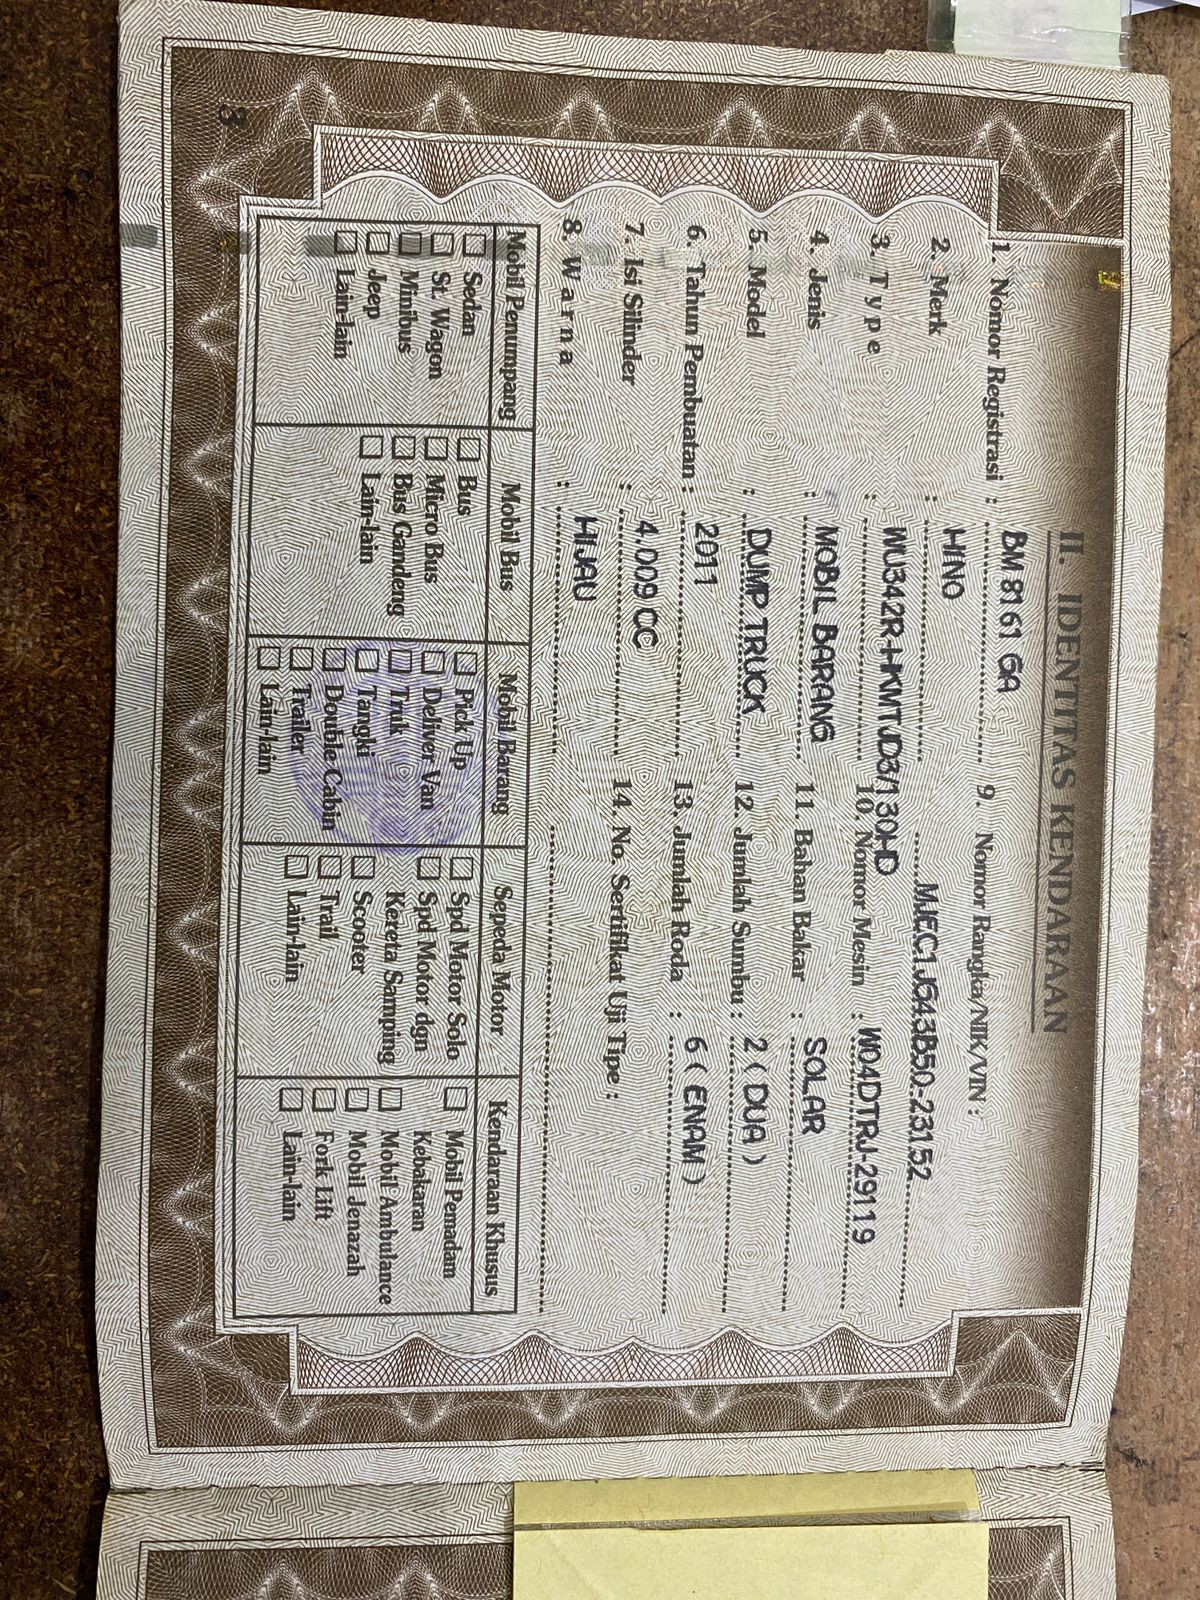 II. IDENTITAS KENDARAAN
1. Nomor Registrasi : BM 8161 GA
2. Merk : HINO
3. Type : WU342R-HKMTJD3/130HD
4. Jenis : MOBIL BARANG
5. Model : DUMP TRUCK
6. Tahun Pembuatan : 2011
7. Isi Silinder : 4.009 CC
8. Warna : HIJAU
9. Nomor Rangka/NIK/VIN :
MJEC1JG43B50-23152
10. Nomor Mesin : W04DTRJ-29119
11. Bahan Bakar : SOLAR
12. Jumlah Sumbu : 2 ( DUA )
13. Jumlah Roda : 6 ( ENAM )
14. No. Sertifikat Uji Tipe :
Mobil Penumpang
Sedan
St. Wagon
Minibus
Jeep
Lain-lain
Mobil Bus
Bus
Micro Bus
Bus Gandeng
Lain-lain
Mobil Barang
Pick Up
Deliver Van
Truk
Tangki
Double Cabin
Trailer
Lain-lain
Sepeda Motor
Spd Motor Solo
Spd Motor dgn
Kereta Samping
Scooter
Trail
Lain-lain
Kendaraan Khusus
Mobil Pemadam
Kebakaran
Mobil Ambulance
Mobil Jenazah
Fork Lift
Lain-lain
3